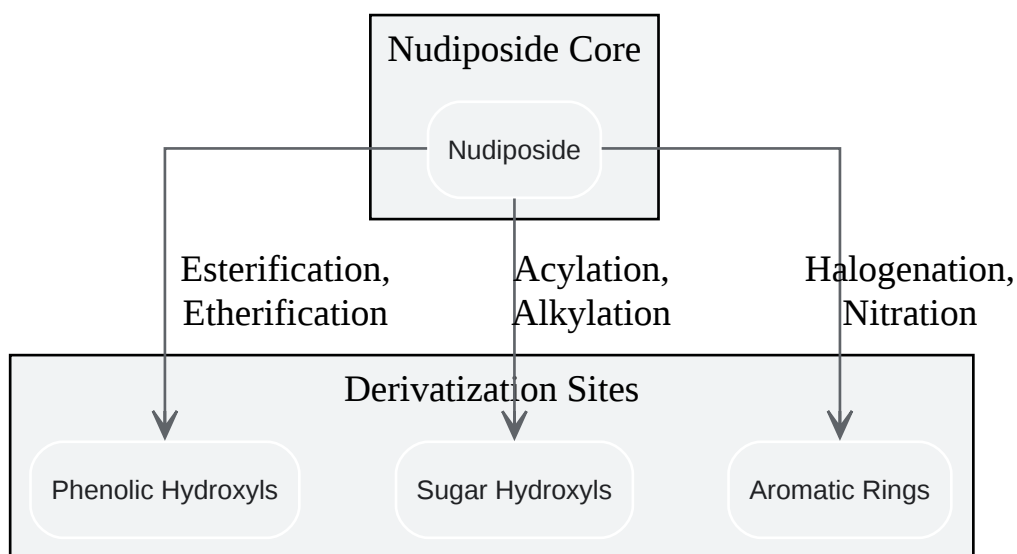 Nudiposide Core
Nudiposide
Esterification,
Etherification
Acylation,
Alkylation
Halogenation,
Nitration
Derivatization Sites
Phenolic Hydroxyls
Sugar Hydroxyls
Aromatic Rings